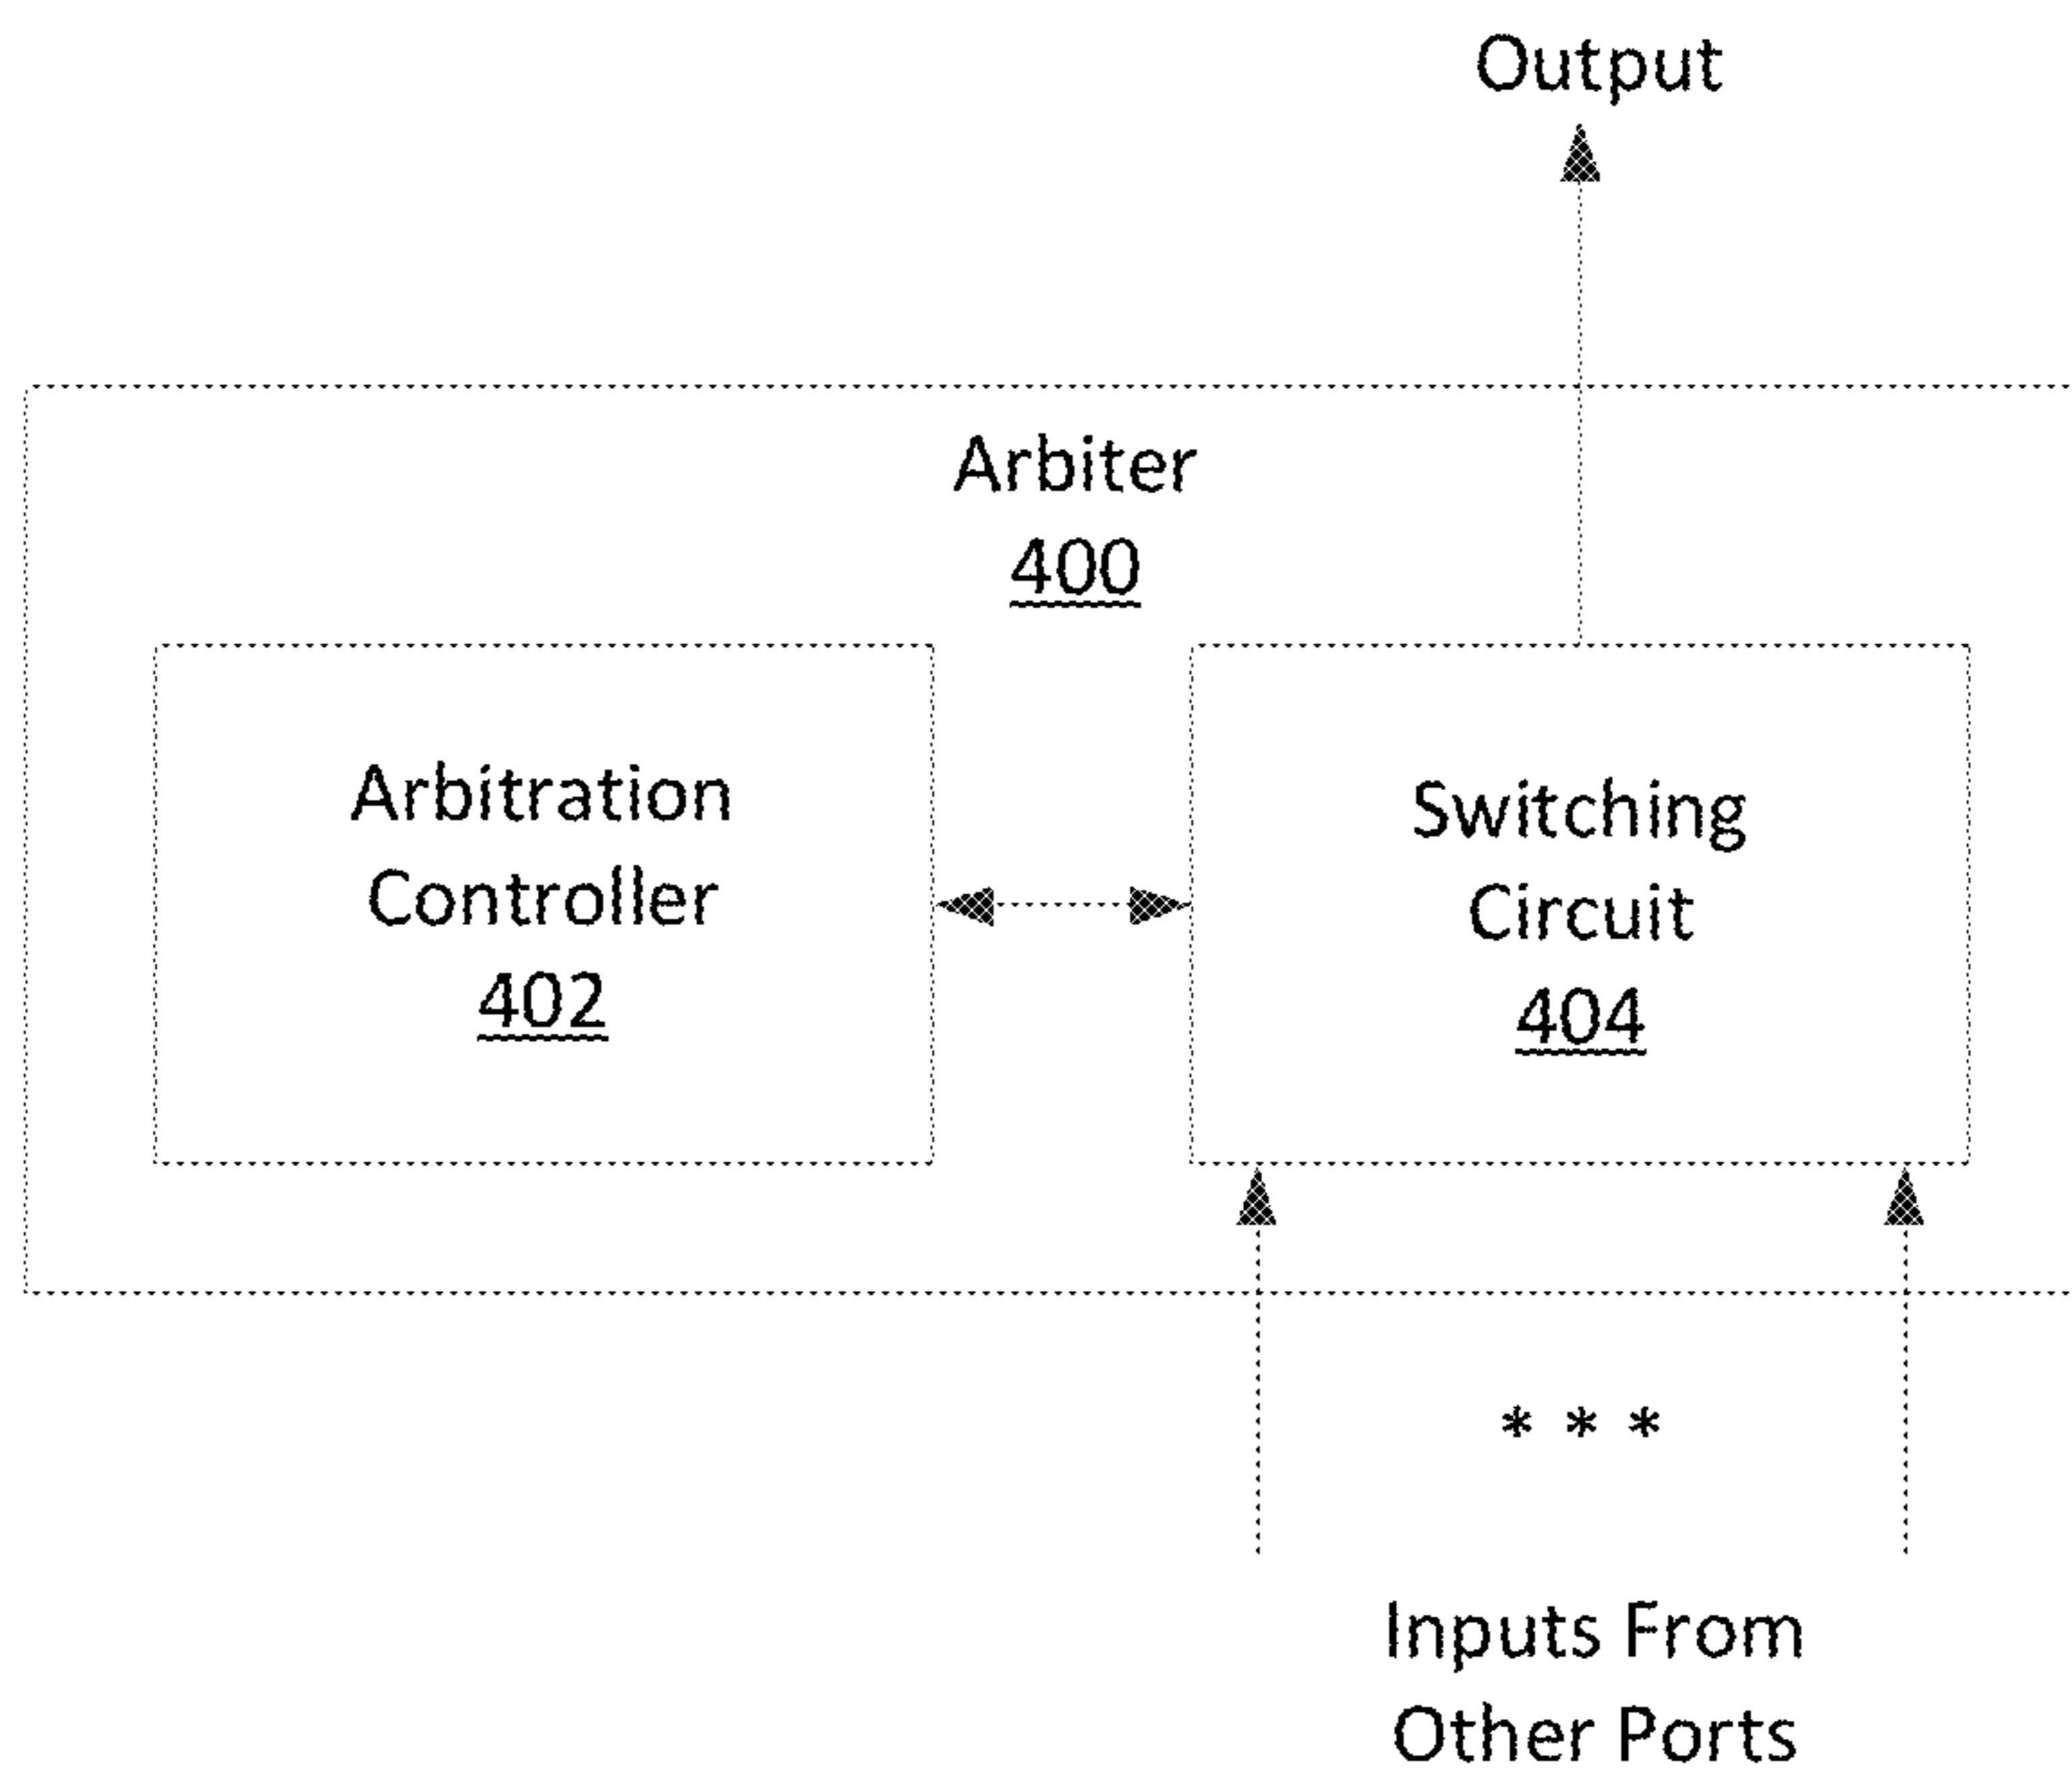 Output
Arbiter
400
Arbitration
Controller
402
Switching
Circuit
404
* * *
Inputs From
Other Ports